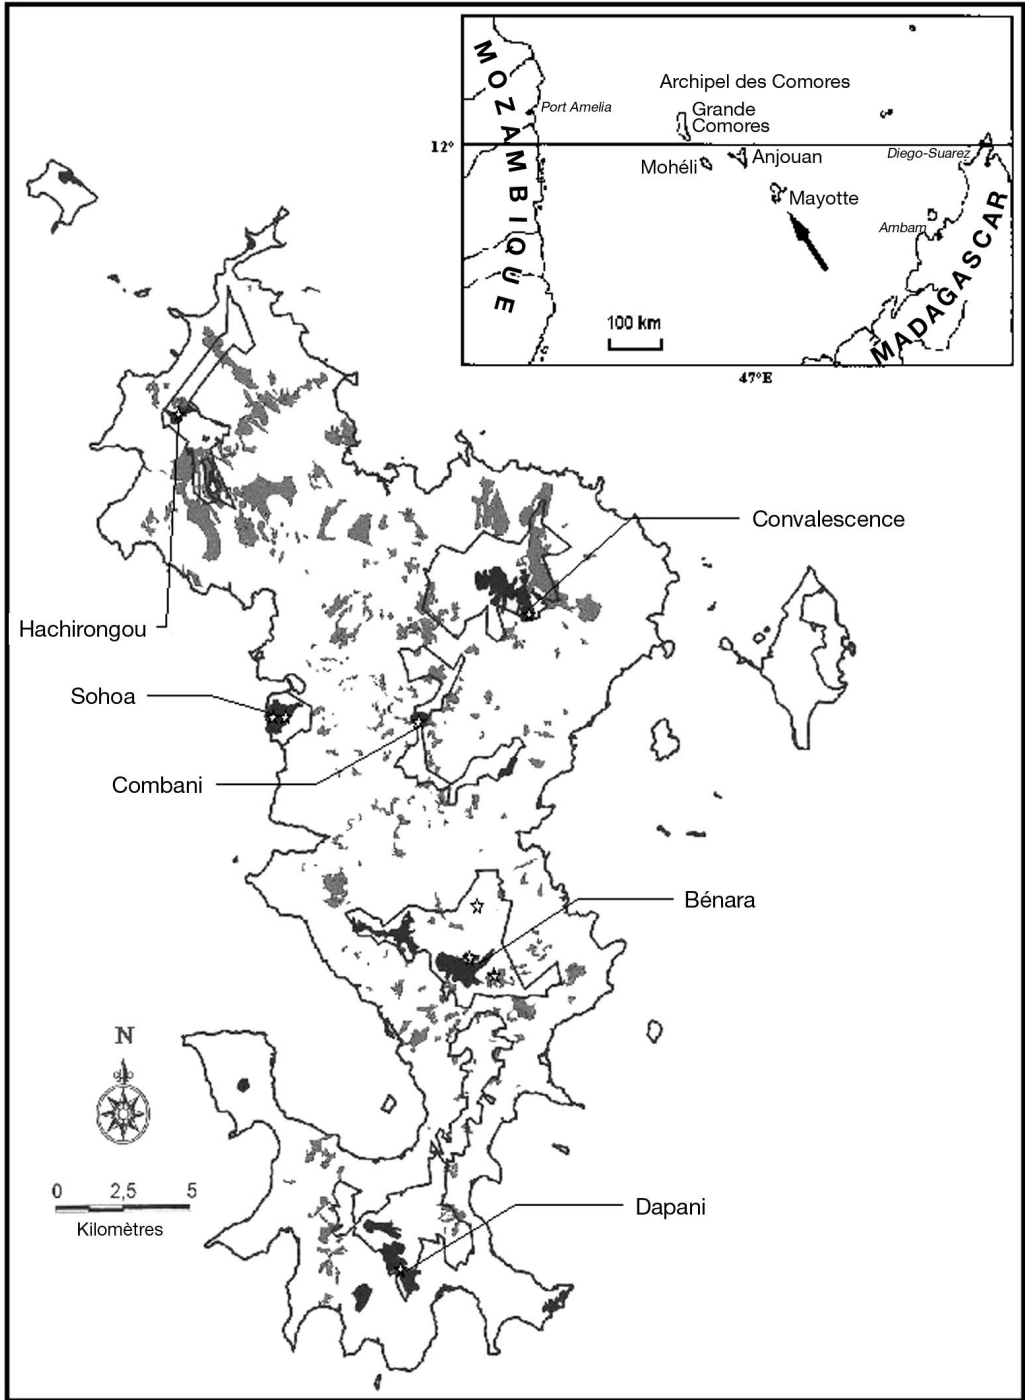 MOZAMBIQUE
Archipel des Comores
Port Amelia
Grande
Comores
12°
Mohéli
Anjouan
Diego-Suarez
Mayotte
Ambam
MADAGASCAR
100 km
47°E
Convalescence
Hachirongou
Sohoa
Combani
Bénara
N
0 2,5 5
Kilomètres
Dapani